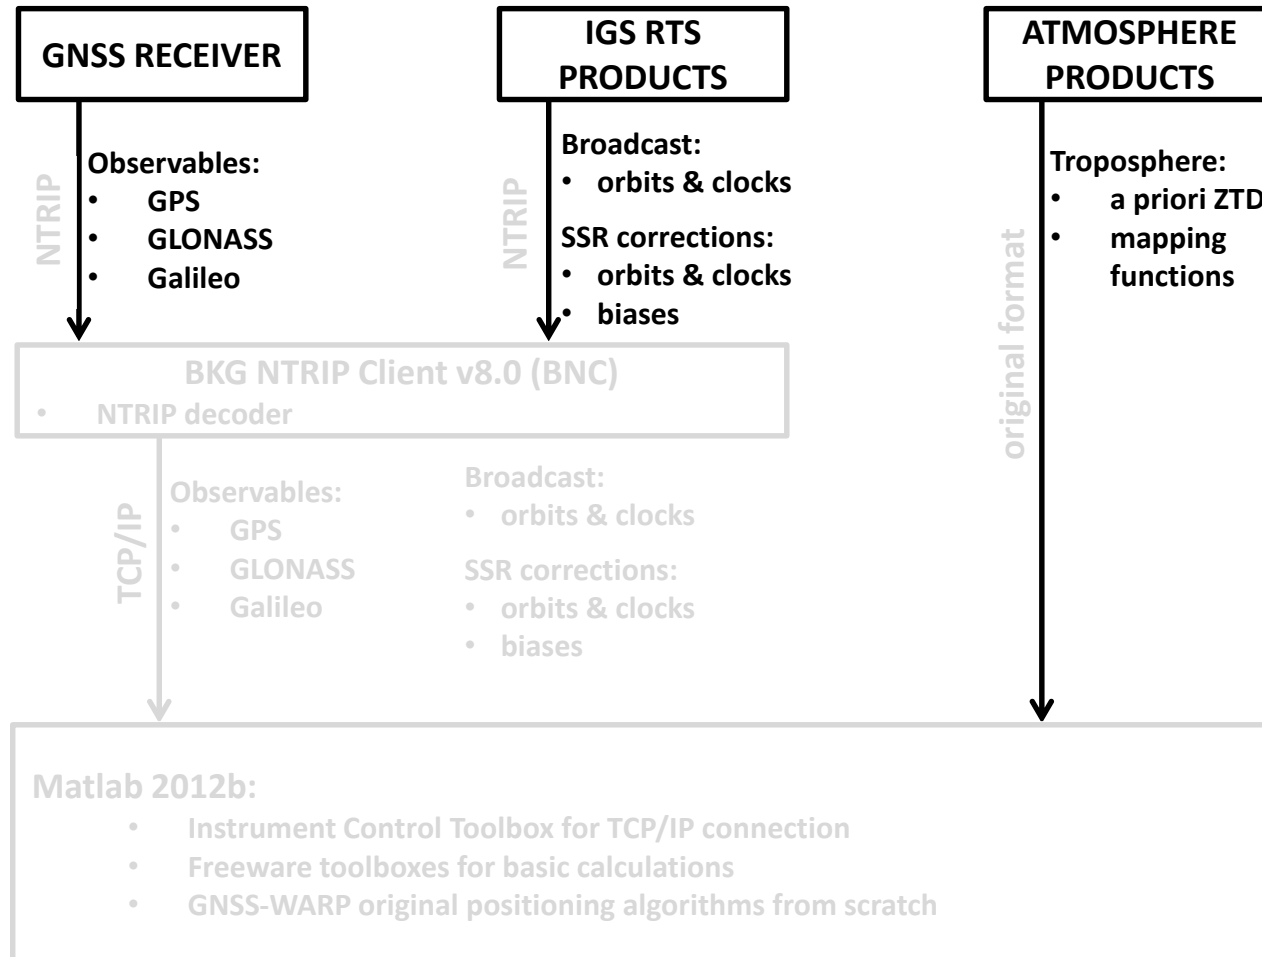 GNSS RECEIVER
IGS RTS
PRODUCTS
ATMOSPHERE
PRODUCTS
NTRIP
Observables:
• GPS
• GLONASS
• Galileo
NTRIP
Broadcast:
• orbits & clocks
SSR corrections:
• orbits & clocks
• biases
original format
Troposphere:
• a priori ZTD
• mapping
functions
BKG NTRIP Client v8.0 (BNC)
• NTRIP decoder
TCP/IP
Observables:
• GPS
• GLONASS
• Galileo
Broadcast:
• orbits & clocks
SSR corrections:
• orbits & clocks
• biases
Matlab 2012b:
• Instrument Control Toolbox for TCP/IP connection
• Freeware toolboxes for basic calculations
• GNSS-WARP original positioning algorithms from scratch